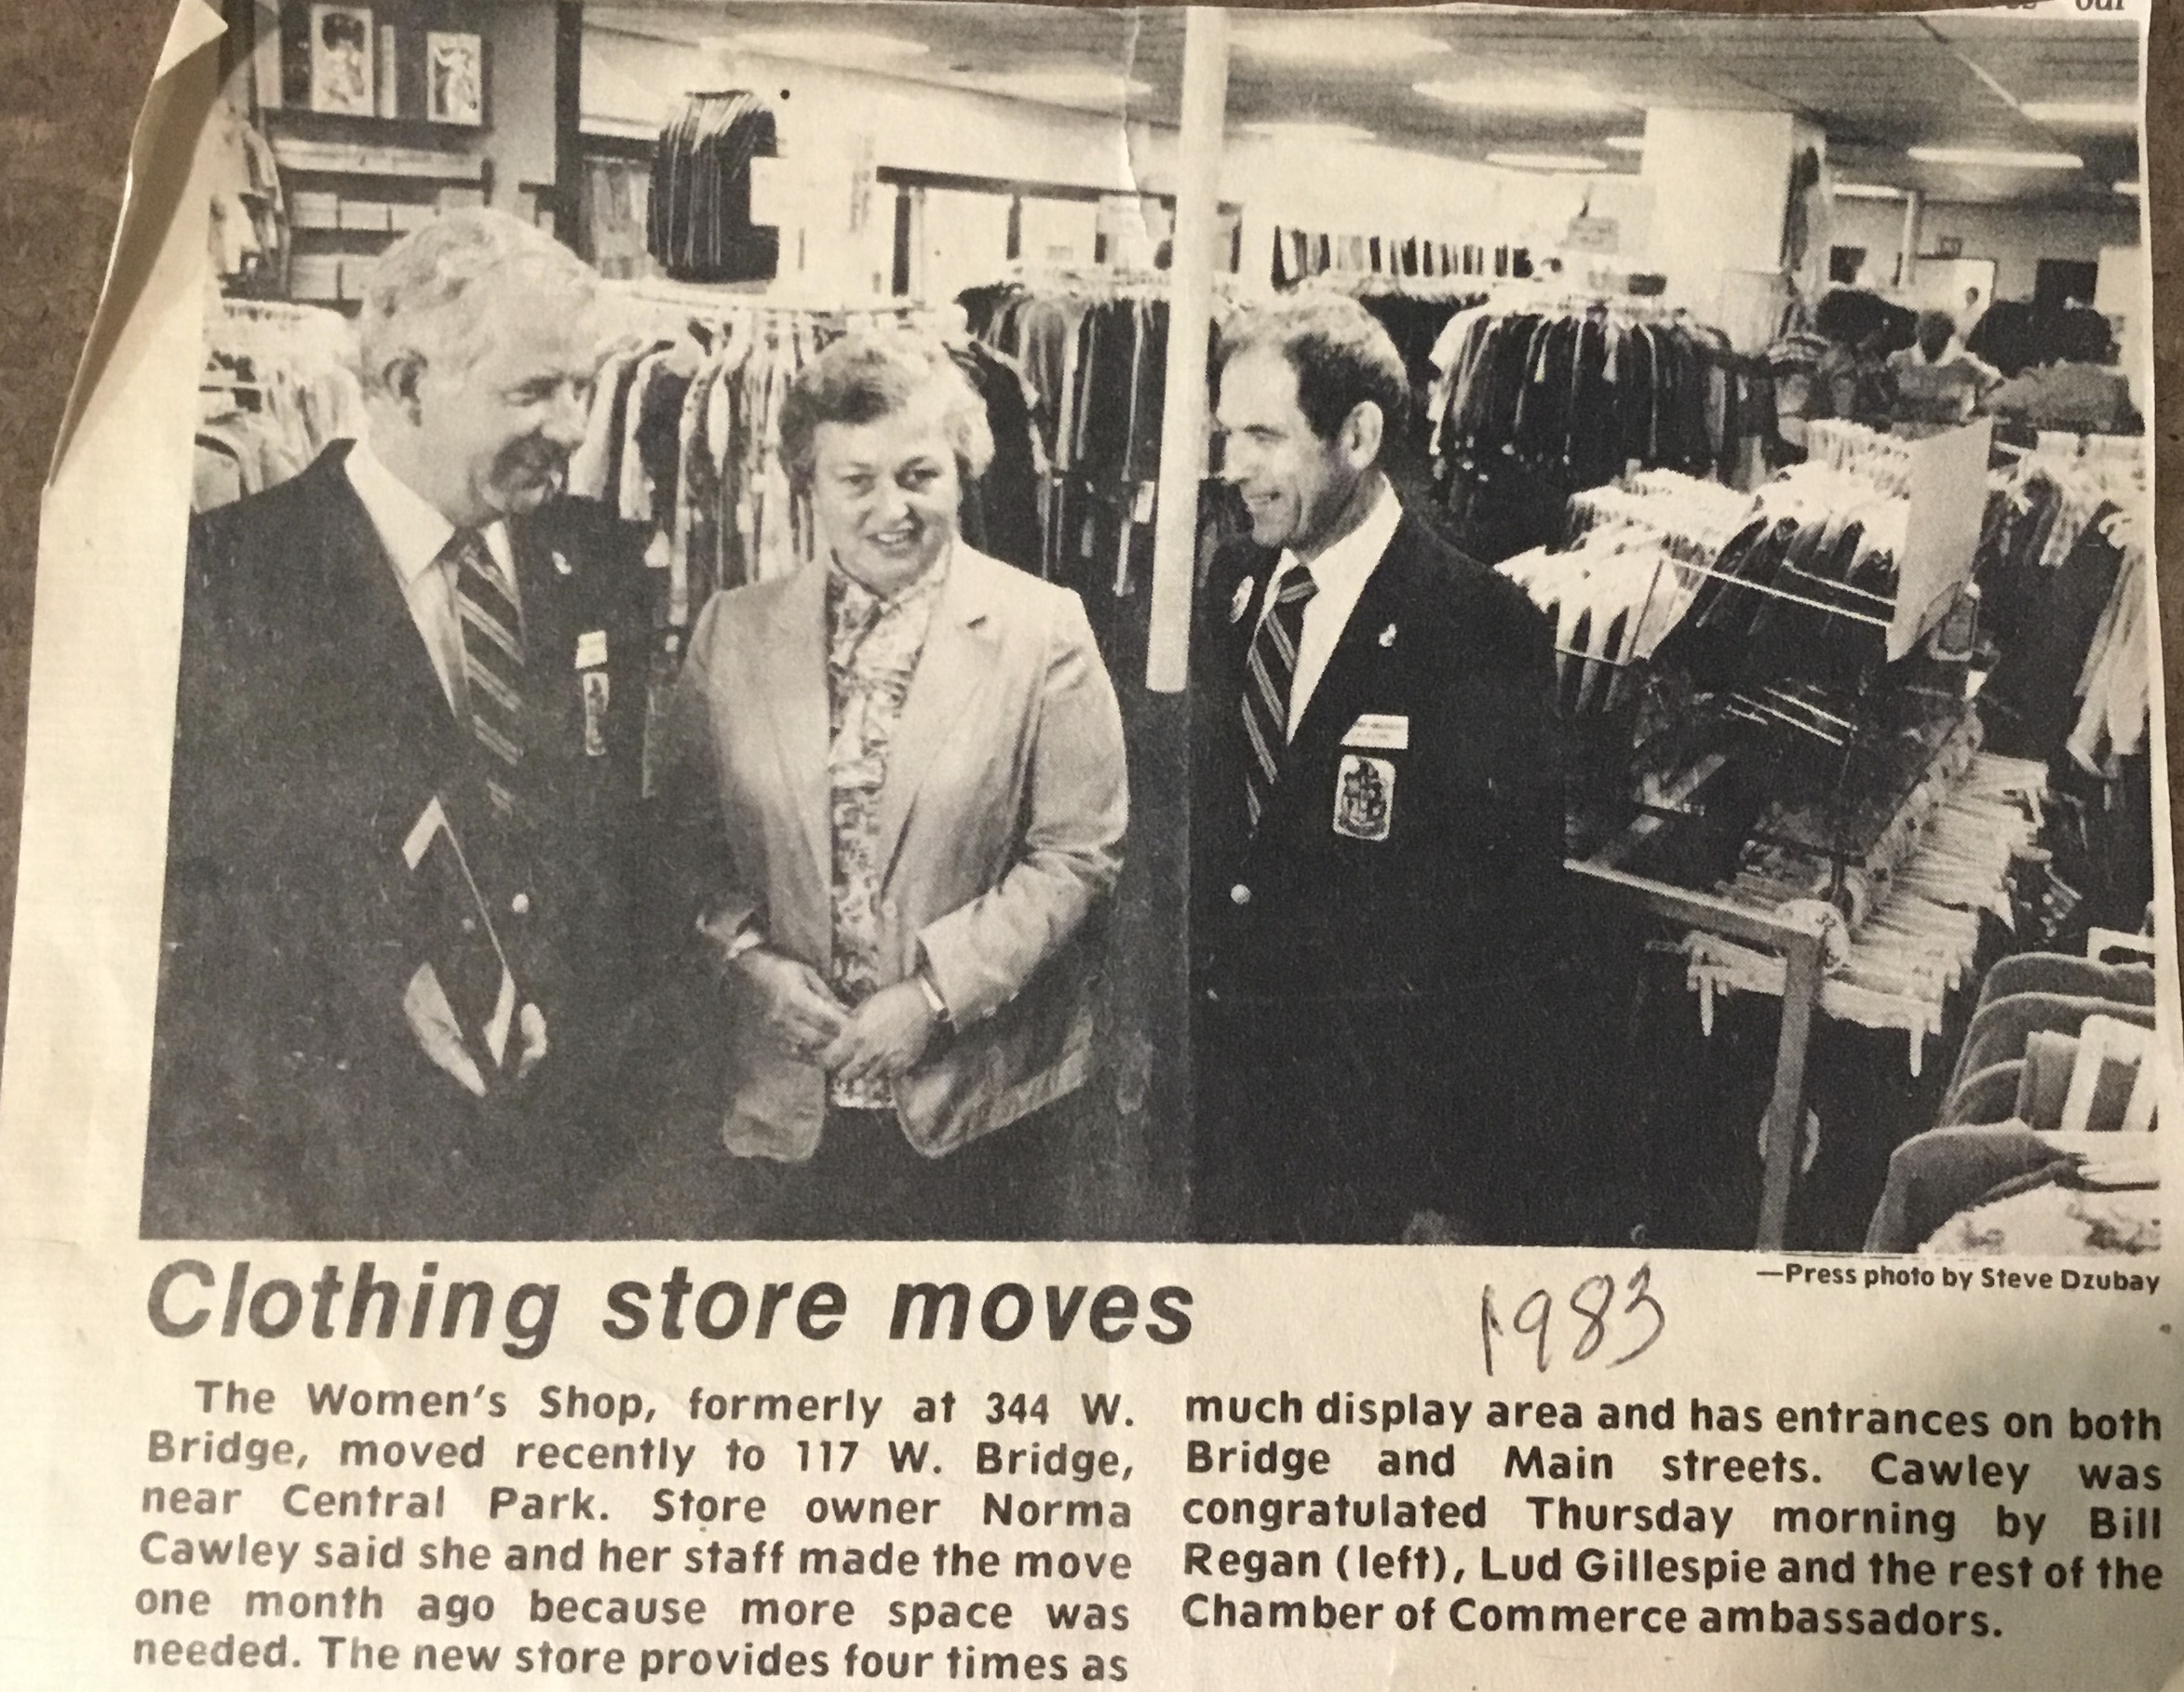 our
—Press photo by Steve Dzubay
Clothing store moves
1983
The Women's Shop, formerly at 344 W.
Bridge, moved recently to 117 W. Bridge,
near Central Park. Store owner Norma
Cawley said she and her staff made the move
one month ago because more space was
needed. The new store provides four times as
much display area and has entrances on both
Bridge and Main streets. Cawley was
congratulated Thursday morning by Bill
Regan (left), Lud Gillespie and the rest of the
Chamber of Commerce ambassadors.